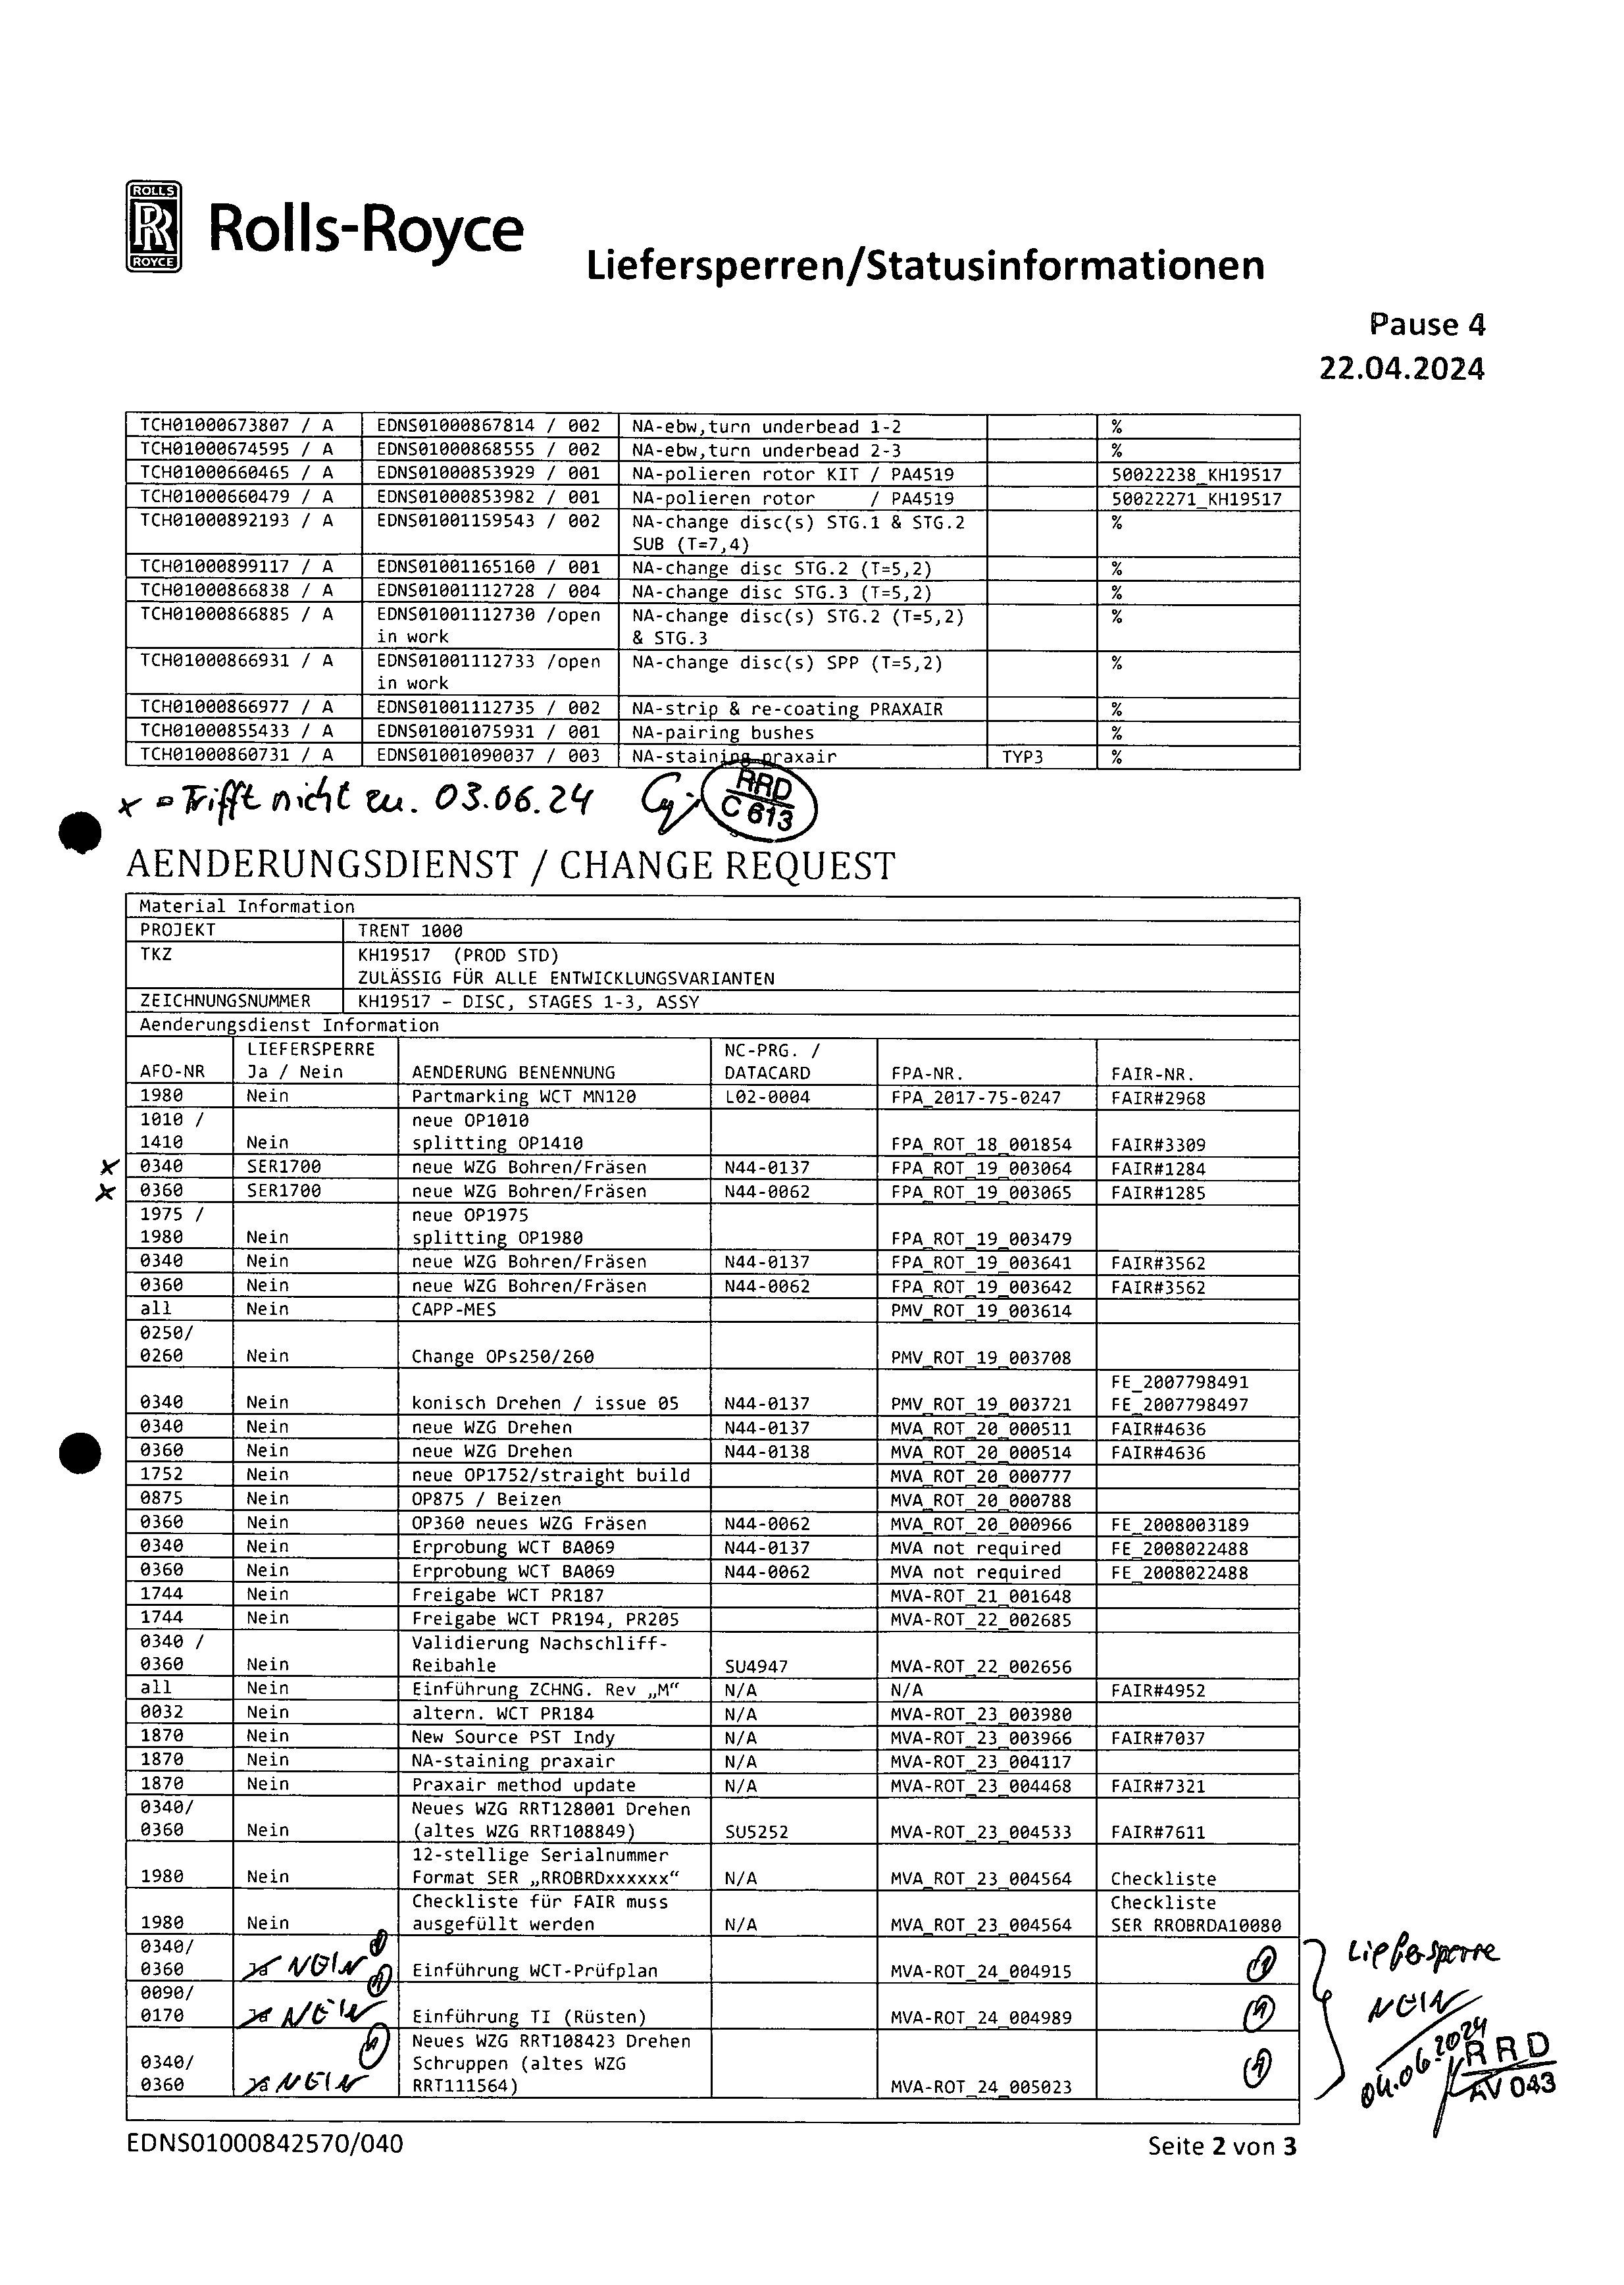 ROLLS
RR
ROYCE
Rolls-Royce
Liefersperren/Statusinformationen
Pause 4
22.04.2024
TCH01000673807 / A EDNS01000867814 / 002 NA-ebw,turn underbead 1-2 %
TCH01000674595 / A EDNS01000868555 / 002 NA-ebw,turn underbead 2-3 %
TCH01000660465 / A EDNS01000853929 / 001 NA-polieren rotor KIT / PA4519 50022238_KH19517
TCH01000660479 / A EDNS01000853982 / 001 NA-polieren rotor / PA4519 50022271_KH19517
TCH01000892193 / A EDNS01001159543 / 002 NA-change disc(s) STG.1 & STG.2 %
SUB (T=7,4)
TCH01000899117 / A EDNS01001165160 / 001 NA-change disc STG.2 (T=5,2) %
TCH01000866838 / A EDNS01001112728 / 004 NA-change disc STG.3 (T=5,2) %
TCH01000866885 / A EDNS01001112730 /open NA-change disc(s) STG.2 (T=5,2) %
in work & STG.3
TCH01000866931 / A EDNS01001112733 /open NA-change disc(s) SPP (T=5,2) %
in work
TCH01000866977 / A EDNS01001112735 / 002 NA-strip & re-coating PRAXAIR %
TCH01000855433 / A EDNS01001075931 / 001 NA-pairing bushes %
TCH01000860731 / A EDNS01001090037 / 003 NA-staining praxair TYP3 %
x = Trifft nicht zu. 03.06.24
RRD
C 613
AENDERUNGSDIENST / CHANGE REQUEST
Material Information
PROJEKT TRENT 1000
TKZ KH19517 (PROD STD)
ZULÄSSIG FÜR ALLE ENTWICKLUNGSVARIANTEN
ZEICHNUNGSNUMMER KH19517 – DISC, STAGES 1-3, ASSY
Aenderungsdienst Information
LIEFERSPERRE NC-PRG. /
AFO-NR Ja / Nein AENDERUNG BENENNUNG DATACARD FPA-NR. FAIR-NR.
1980 Nein Partmarking WCT MN120 L02-0004 FPA_2017-75-0247 FAIR#2968
1010 / neue OP1010
1410 Nein splitting OP1410 FPA_ROT_18_001854 FAIR#3309
x 0340 SER1700 neue WZG Bohren/Fräsen N44-0137 FPA_ROT_19_003064 FAIR#1284
x 0360 SER1700 neue WZG Bohren/Fräsen N44-0062 FPA_ROT_19_003065 FAIR#1285
1975 / neue OP1975
1980 Nein splitting OP1980 FPA_ROT_19_003479
0340 Nein neue WZG Bohren/Fräsen N44-0137 FPA_ROT_19_003641 FAIR#3562
0360 Nein neue WZG Bohren/Fräsen N44-0062 FPA_ROT_19_003642 FAIR#3562
all Nein CAPP-MES PMV_ROT_19_003614
0250/
0260 Nein Change OPs250/260 PMV_ROT_19_003708
FE_2007798491
0340 Nein konisch Drehen / issue 05 N44-0137 PMV_ROT_19_003721 FE_2007798497
0340 Nein neue WZG Drehen N44-0137 MVA_ROT_20_000511 FAIR#4636
0360 Nein neue WZG Drehen N44-0138 MVA_ROT_20_000514 FAIR#4636
1752 Nein neue OP1752/straight build MVA_ROT_20_000777
0875 Nein OP875 / Beizen MVA_ROT_20_000788
0360 Nein OP360 neues WZG Fräsen N44-0062 MVA_ROT_20_000966 FE_2008003189
0340 Nein Erprobung WCT BA069 N44-0137 MVA not required FE_2008022488
0360 Nein Erprobung WCT BA069 N44-0062 MVA not required FE_2008022488
1744 Nein Freigabe WCT PR187 MVA-ROT_21_001648
1744 Nein Freigabe WCT PR194, PR205 MVA-ROT_22_002685
0340 / Validierung Nachschliff-
0360 Nein Reibahle SU4947 MVA-ROT_22_002656
all Nein Einführung ZCHNG. Rev „M“ N/A N/A FAIR#4952
0032 Nein altern. WCT PR184 N/A MVA-ROT_23_003980
1870 Nein New Source PST Indy N/A MVA-ROT_23_003966 FAIR#7037
1870 Nein NA-staining praxair N/A MVA-ROT_23_004117
1870 Nein Praxair method update N/A MVA-ROT_23_004468 FAIR#7321
0340/ Neues WZG RRT128001 Drehen
0360 Nein (altes WZG RRT108849) SU5252 MVA-ROT_23_004533 FAIR#7611
12-stellige Serialnummer
1980 Nein Format SER „RROBRDxxxxxx“ N/A MVA_ROT_23_004564 Checkliste
Checkliste für FAIR muss Checkliste
1980 Nein ausgefüllt werden N/A MVA_ROT_23_004564 SER RROBRDA10080
0340/
0360 Ja NEIN 1 Einführung WCT-Prüfplan MVA-ROT_24_004915 1
0090/
0170 Ja NEIN 1 Einführung TI (Rüsten) MVA-ROT_24_004989 1
0340/ Neues WZG RRT108423 Drehen
Schruppen (altes WZG
0360 Ja NEIN 1 RRT111564) MVA-ROT_24_005023 1
Liefersperre
NEIN
04.06.2024
RRD
AV 043
EDNS01000842570/040
Seite 2 von 3